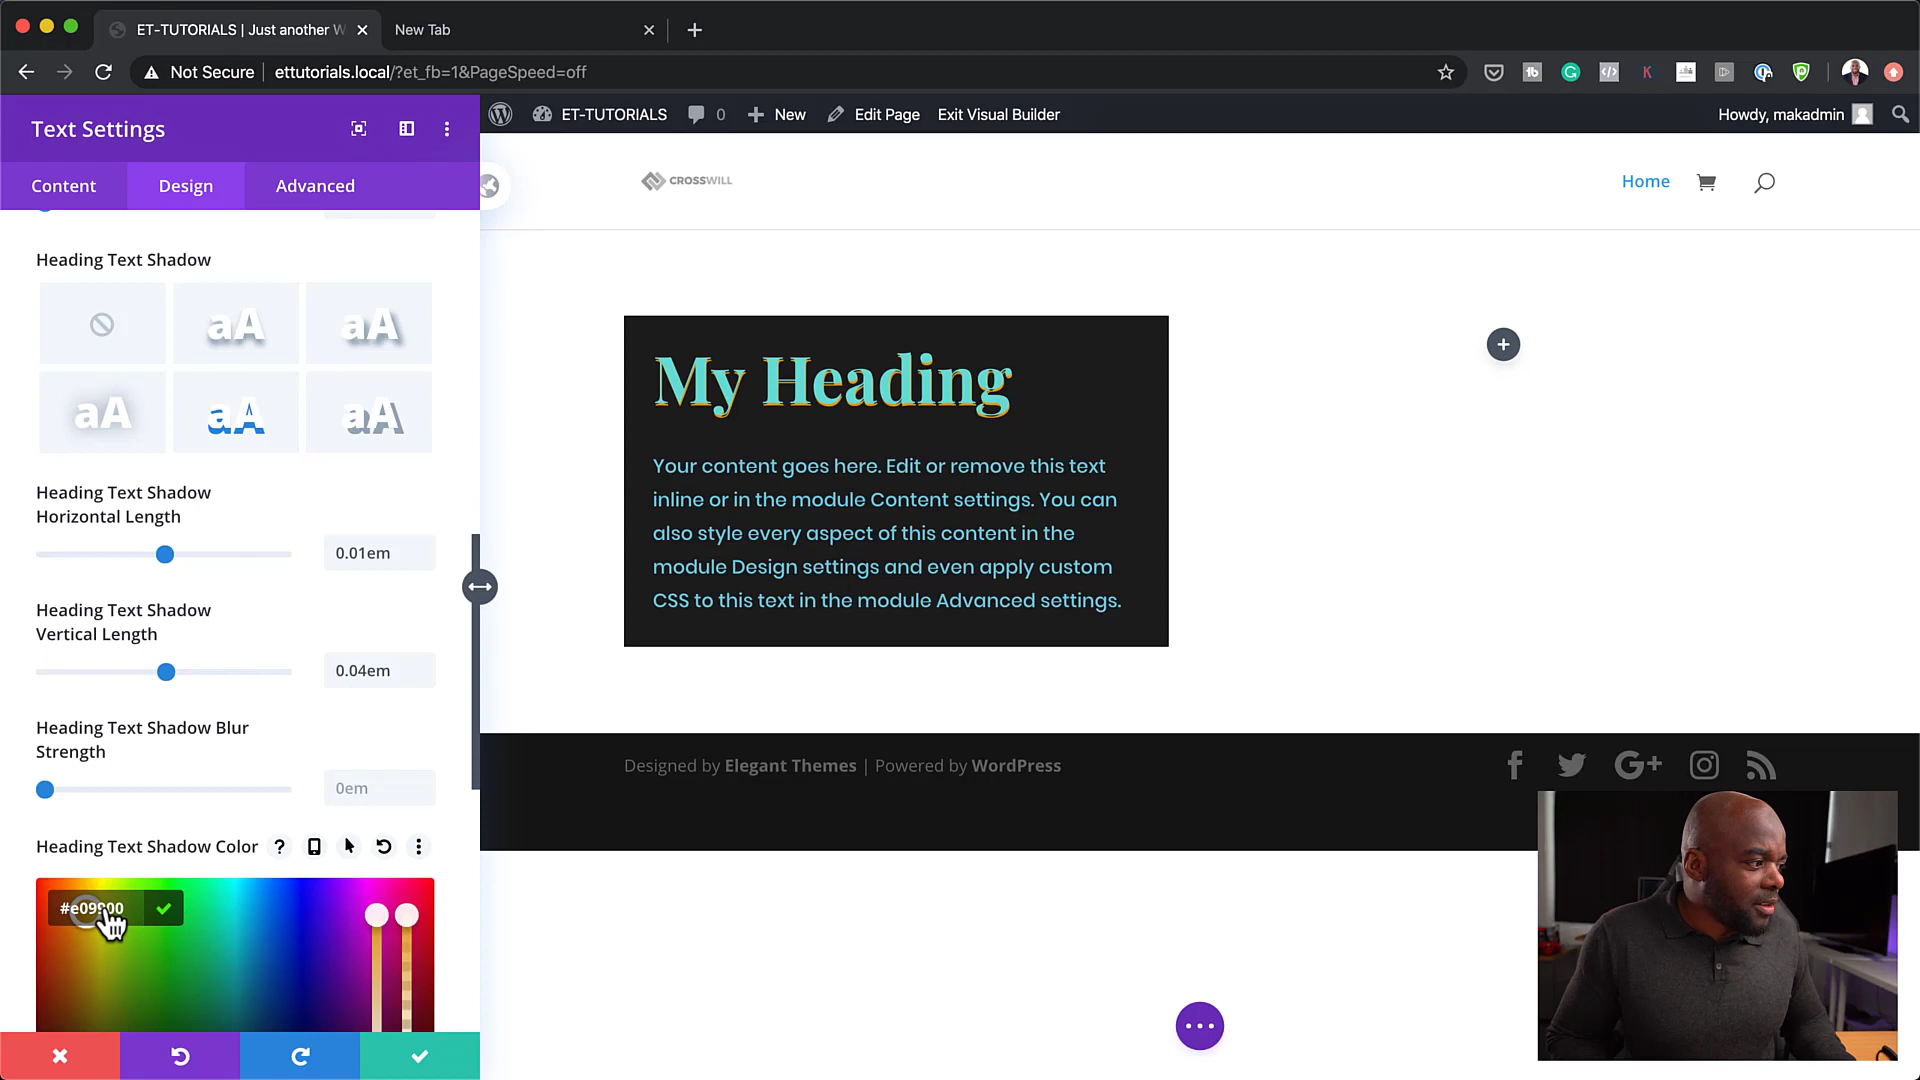 ET-TUTORIALS | Just another W
New Tab
Not Secure
ettutorials.local/?et_fb=1&PageSpeed=off
ET-TUTORIALS
0
New
Edit Page
Exit Visual Builder
Howdy, makadmin
Text Settings
Content
Design
Advanced
CROSSWILL
Home
Heading Text Shadow
aA
aA
aA
aA
aA
Heading Text Shadow
Horizontal Length
0.01em
Heading Text Shadow
Vertical Length
0.04em
Heading Text Shadow Blur
Strength
0em
Heading Text Shadow Color
#e09900
My Heading
Your content goes here. Edit or remove this text
inline or in the module Content settings. You can
also style every aspect of this content in the
module Design settings and even apply custom
CSS to this text in the module Advanced settings.
Designed by Elegant Themes | Powered by WordPress